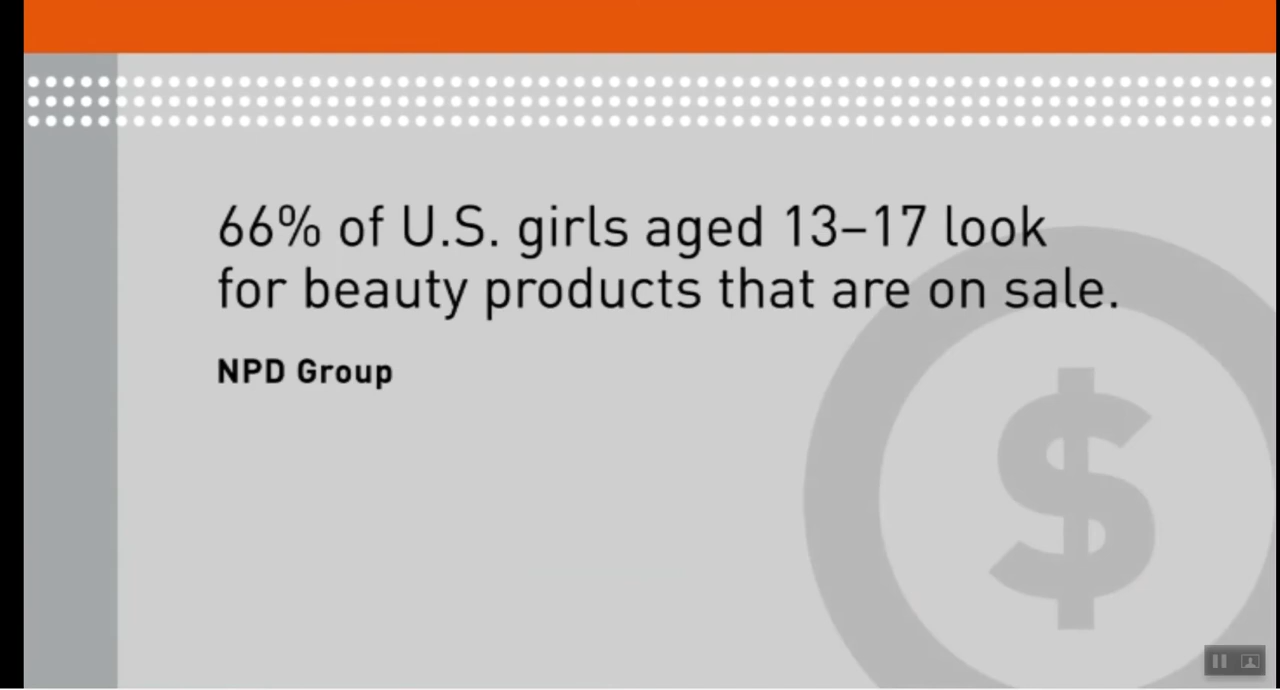 66% of U.S. girls aged 13–17 look
for beauty products that are on sale.
NPD Group
$